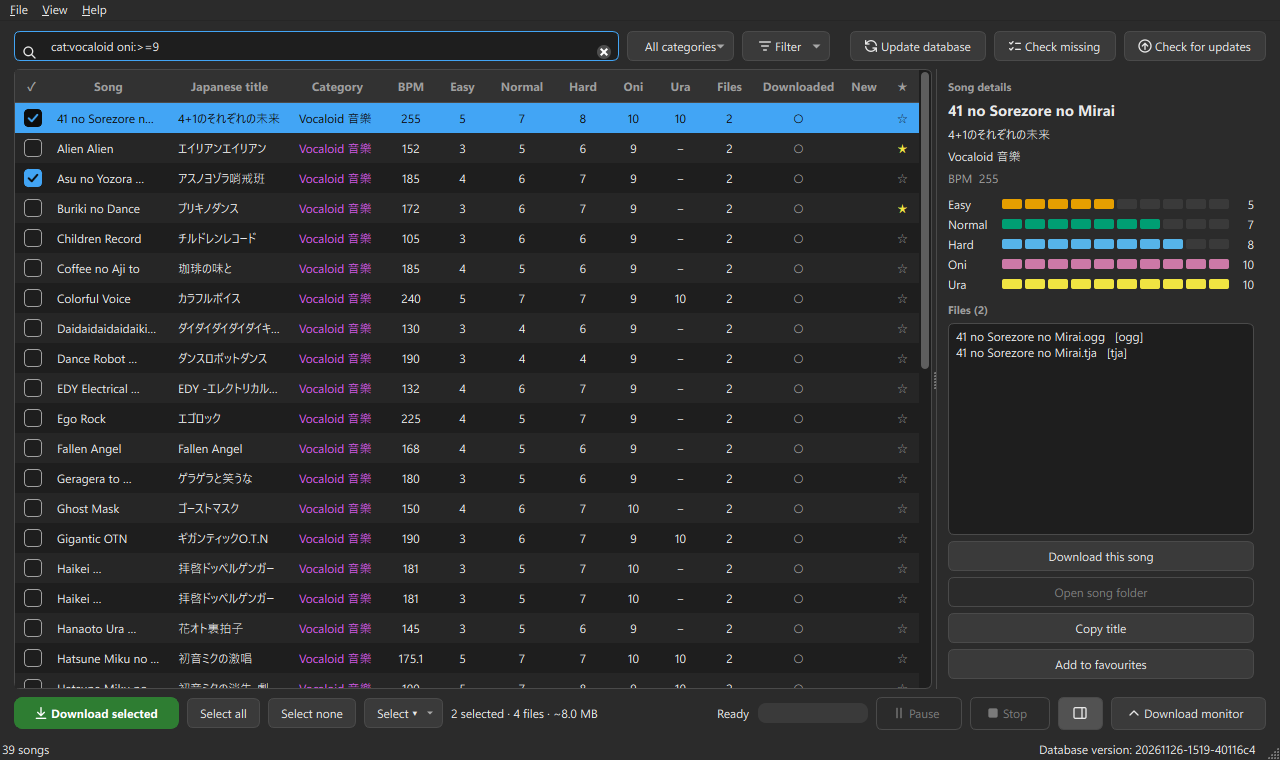 File View Help
cat:vocaloid oni:>=9
All categories
Filter
Update database
Check missing
Check for updates
✓ Song Japanese title Category BPM Easy Normal Hard Oni Ura Files Downloaded New ★
41 no Sorezore n... 4+1のそれぞれの未来 Vocaloid 音樂 255 5 7 8 10 10 2 ○ ☆
Alien Alien エイリアンエイリアン Vocaloid 音樂 152 3 5 6 9 – 2 ○ ★
Asu no Yozora ... アスノヨゾラ哨戒班 Vocaloid 音樂 185 4 6 7 9 – 2 ○ ☆
Buriki no Dance ブリキノダンス Vocaloid 音樂 172 3 6 7 9 – 2 ○ ★
Children Record チルドレンレコード Vocaloid 音樂 105 3 6 6 9 – 2 ○ ☆
Coffee no Aji to 珈琲の味と Vocaloid 音樂 185 4 5 6 9 – 2 ○ ☆
Colorful Voice カラフルボイス Vocaloid 音樂 240 5 7 7 9 10 2 ○ ☆
Daidaidaidaidaiki... ダイダイダイダイダイキ... Vocaloid 音樂 130 3 4 6 9 – 2 ○ ☆
Dance Robot ... ダンスロボットダンス Vocaloid 音樂 190 3 4 4 9 – 2 ○ ☆
EDY Electrical ... EDY -エレクトリカル... Vocaloid 音樂 132 4 6 7 9 – 2 ○ ☆
Ego Rock エゴロック Vocaloid 音樂 225 4 5 7 9 – 2 ○ ☆
Fallen Angel Fallen Angel Vocaloid 音樂 168 4 5 6 9 – 2 ○ ☆
Geragera to ... ゲラゲラと笑うな Vocaloid 音樂 180 3 5 6 9 – 2 ○ ☆
Ghost Mask ゴーストマスク Vocaloid 音樂 150 4 6 7 10 – 2 ○ ☆
Gigantic OTN ギガンティックO.T.N Vocaloid 音樂 190 3 6 7 9 10 2 ○ ☆
Haikei ... 拝啓ドッペルゲンガー Vocaloid 音樂 181 3 5 7 10 – 2 ○ ☆
Haikei ... 拝啓ドッペルゲンガー Vocaloid 音樂 181 3 5 7 10 – 2 ○ ☆
Hanaoto Ura ... 花オト裏拍子 Vocaloid 音樂 145 3 5 6 9 – 2 ○ ☆
Hatsune Miku no ... 初音ミクの激唱 Vocaloid 音樂 175.1 5 7 7 10 10 2 ○ ☆
Song details
41 no Sorezore no Mirai
4+1のそれぞれの未来
Vocaloid 音樂
BPM 255
Easy 5
Normal 7
Hard 8
Oni 10
Ura 10
Files (2)
41 no Sorezore no Mirai.ogg [ogg]
41 no Sorezore no Mirai.tja [tja]
Download this song
Open song folder
Copy title
Add to favourites
Download selected
Select all
Select none
Select ▾
2 selected · 4 files · ~8.0 MB
Ready
Pause
Stop
Download monitor
39 songs
Database version: 20261126-1519-40116c4